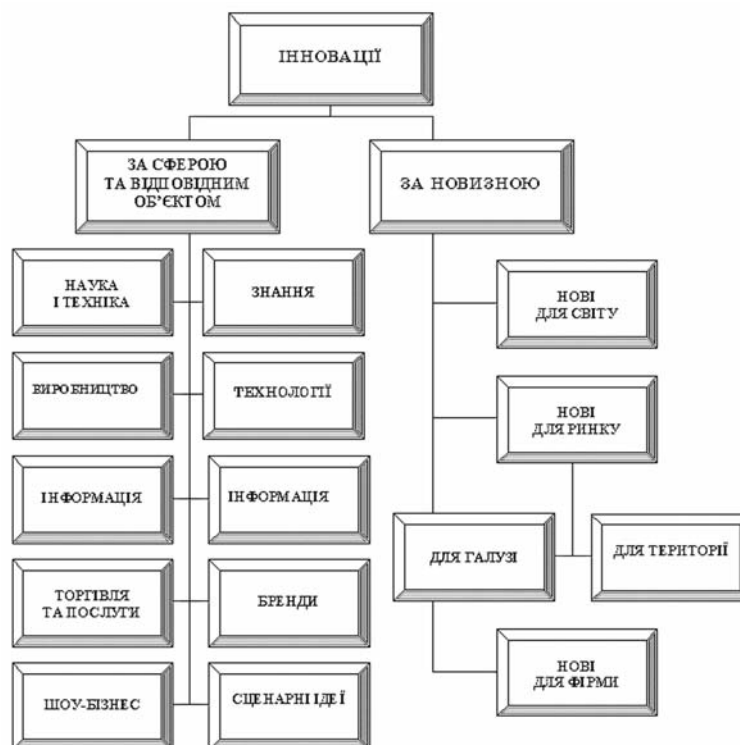 ІННОВАЦІЇ
ЗА СФЕРОЮ
ТА ВІДПОВІДНИМ
ОБ'ЄКТОМ
ЗА НОВИЗНОЮ
НАУКА
І ТЕХНІКА
ЗНАННЯ
ВИРОБНИЦТВО
ТЕХНОЛОГІЇ
ІНФОРМАЦІЯ
ІНФОРМАЦІЯ
ТОРГІВЛЯ
ТА ПОСЛУГИ
БРЕНДИ
ШОУ-БІЗНЕС
СЦЕНАРНІ ІДЕЇ
НОВІ
ДЛЯ СВІТУ
НОВІ
ДЛЯ РИНКУ
ДЛЯ ГАЛУЗІ
ДЛЯ ТЕРИТОРІЇ
НОВІ
ДЛЯ ФІРМИ